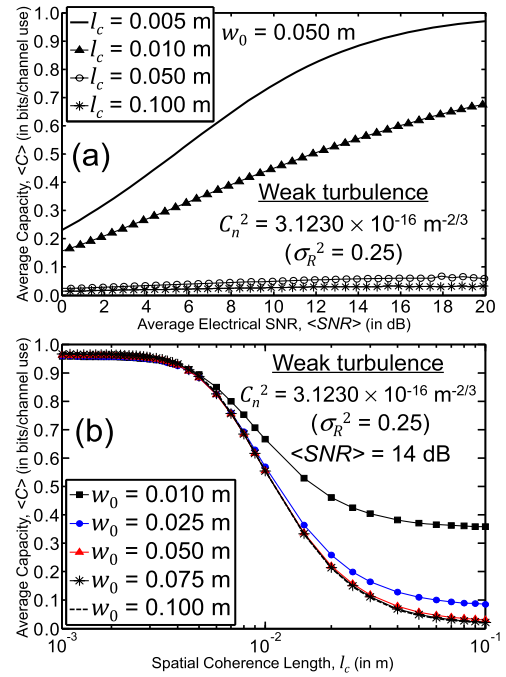 1.0
0.9
0.8
0.7
0.6
0.5
0.4
0.3
0.2
0.1
0.0
Average Capacity, <C> (in bits/channel use)
l_c = 0.005 m
l_c = 0.010 m
l_c = 0.050 m
l_c = 0.100 m
w_0 = 0.050 m
(a)
Weak turbulence
C_n^2 = 3.1230 × 10^-16 m^-2/3
(σ_R^2 = 0.25)
0 2 4 6 8 10 12 14 16 18 20
Average Electrical SNR, <SNR> (in dB)
1.0
0.9
0.8
0.7
0.6
0.5
0.4
0.3
0.2
0.1
0.0
Average Capacity, <C> (in bits/channel use)
Weak turbulence
C_n^2 = 3.1230 × 10^-16 m^-2/3
(σ_R^2 = 0.25)
<SNR> = 14 dB
(b)
w_0 = 0.010 m
w_0 = 0.025 m
w_0 = 0.050 m
w_0 = 0.075 m
w_0 = 0.100 m
10^-3 10^-2 10^-1
Spatial Coherence Length, l_c (in m)